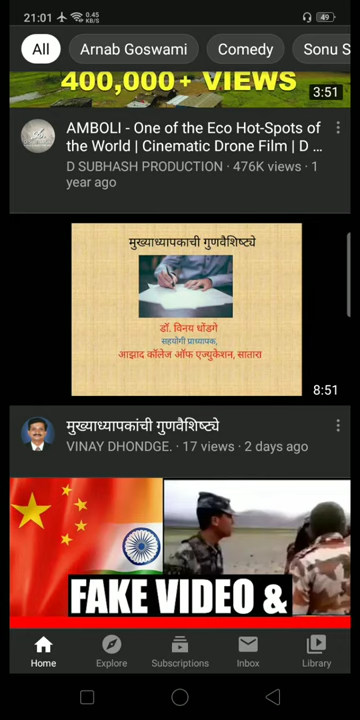 21:01 0.45 KB/S 49
All Arnab Goswami Comedy Sonu S
400,000+ VIEWS
3:51
AMBOLI - One of the Eco Hot-Spots of
the World | Cinematic Drone Film | D ...
D SUBHASH PRODUCTION · 476K views · 1
year ago
मुख्याध्यापकाची गुणवैशिष्ट्ये
डॉ. विनय धोंडगे
सहयोगी प्राध्यापक,
आझाद कॉलेज ऑफ एज्युकेशन, सातारा
8:51
मुख्याध्यापकांची गुणवैशिष्ट्ये
VINAY DHONDGE. · 17 views · 2 days ago
FAKE VIDEO &
Home Explore Subscriptions Inbox Library